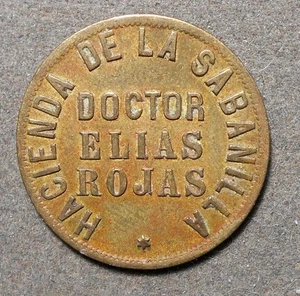 HACIENDA DE LA SABANILLA
DOCTOR
ELIAS
ROJAS